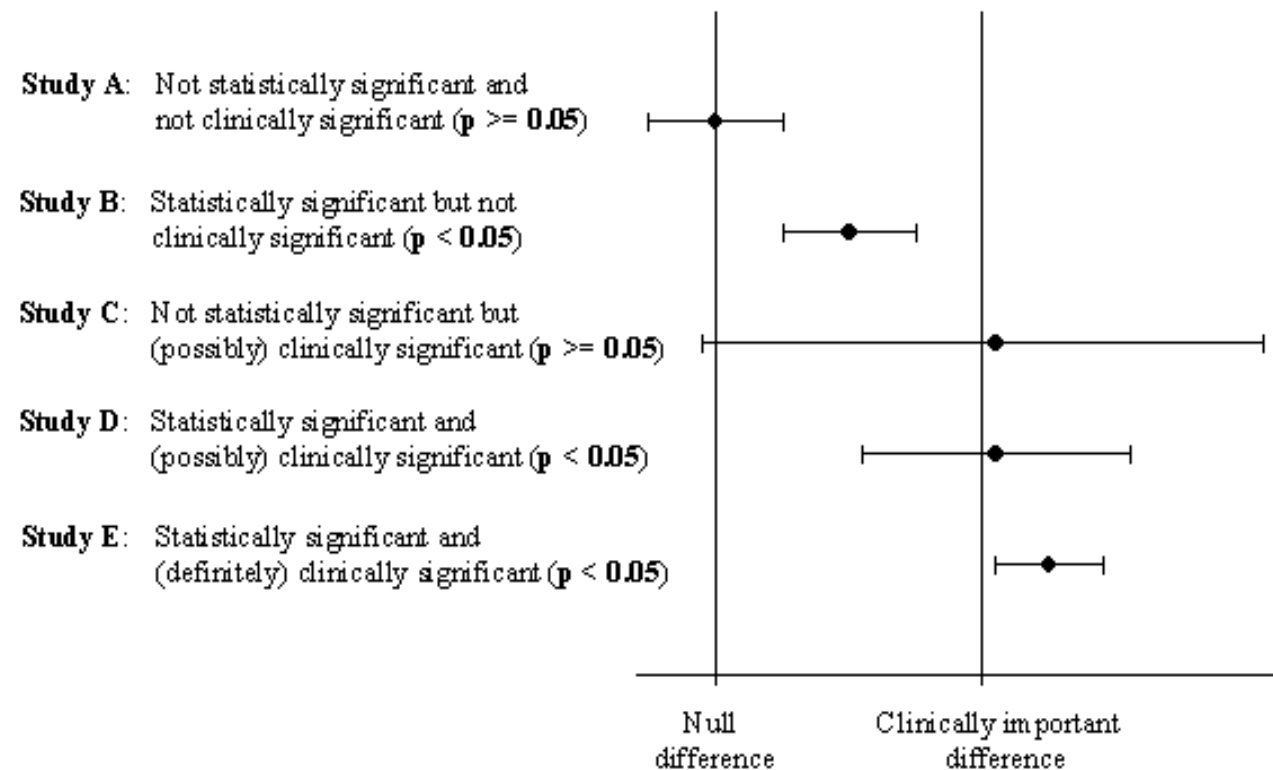 Study A: Not statistically significant and
not clinically significant (p >= 0.05)
Study B: Statistically significant but not
clinically significant (p < 0.05)
Study C: Not statistically significant but
(possibly) clinically significant (p >= 0.05)
Study D: Statistically significant and
(possibly) clinically significant (p < 0.05)
Study E: Statistically significant and
(definitely) clinically significant (p < 0.05)
Null
difference
Clinically important
difference